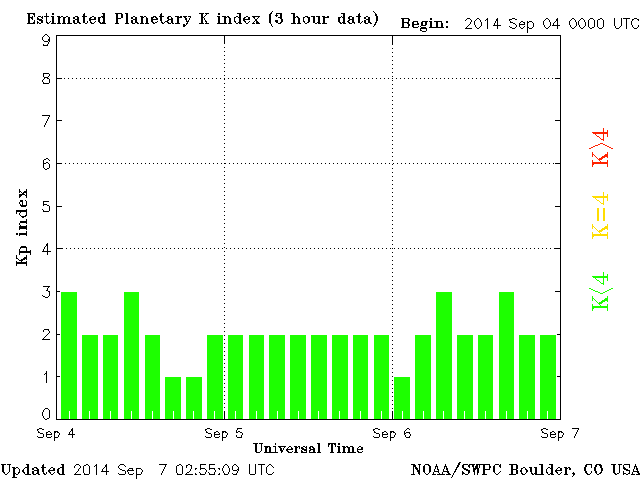 Estimated Planetary K index (3 hour data) Begin: 2014 Sep 04 0000 UTC
9
8
7
6
5
4
3
2
1
0
Kp index
K>4
K=4
K<4
Sep 4 Sep 5 Sep 6 Sep 7
Universal Time
Updated 2014 Sep 7 02:55:09 UTC NOAA/SWPC Boulder, CO USA